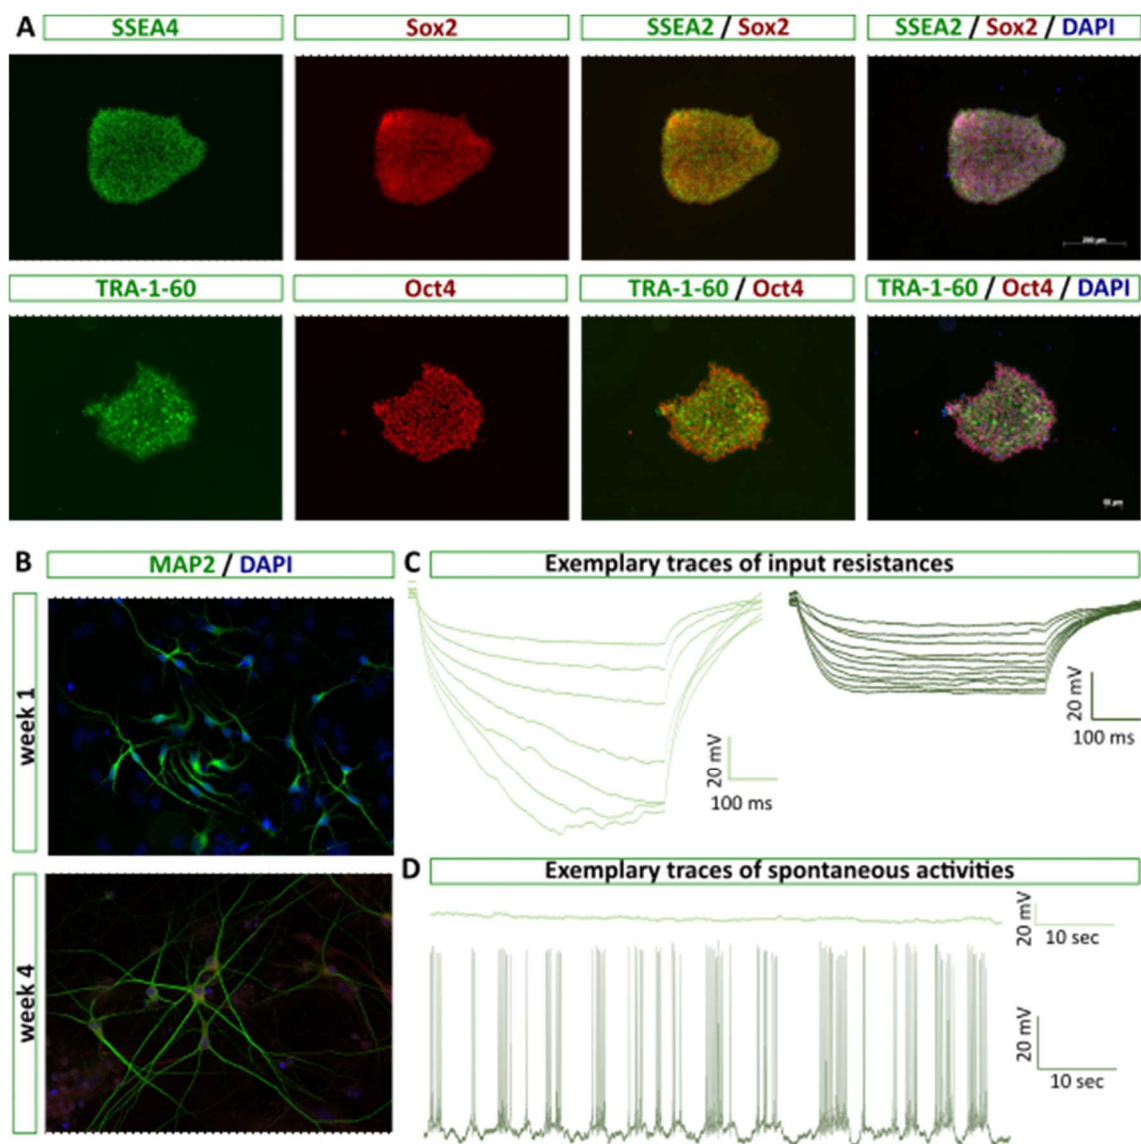 A
SSEA4
Sox2
SSEA2 / Sox2
SSEA2 / Sox2 / DAPI
200 µm
TRA-1-60
Oct4
TRA-1-60 / Oct4
TRA-1-60 / Oct4 / DAPI
B
MAP2 / DAPI
week 1
week 4
C
Exemplary traces of input resistances
20 mV
100 ms
20 mV
100 ms
D
Exemplary traces of spontaneous activities
20 mV
10 sec
20 mV
10 sec